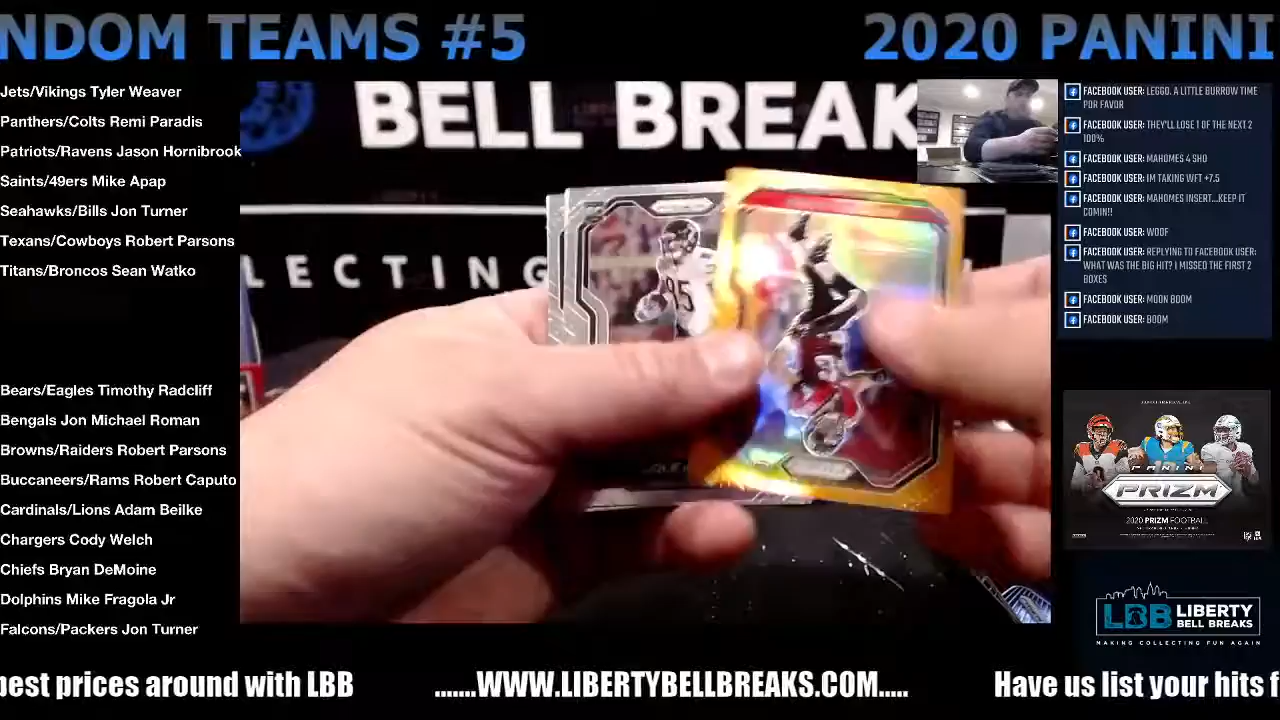 NDOM TEAMS #5
2020 PANINI
Jets/Vikings Tyler Weaver
Panthers/Colts Remi Paradis
Patriots/Ravens Jason Hornibrook
Saints/49ers Mike Apap
Seahawks/Bills Jon Turner
Texans/Cowboys Robert Parsons
Titans/Broncos Sean Watko
Bears/Eagles Timothy Radcliff
Bengals Jon Michael Roman
Browns/Raiders Robert Parsons
Buccaneers/Rams Robert Caputo
Cardinals/Lions Adam Beilke
Chargers Cody Welch
Chiefs Bryan DeMoine
Dolphins Mike Fragola Jr
Falcons/Packers Jon Turner
BELL BREAK
LECTING
95
FACEBOOK USER: LEGGO. A LITTLE BURROW TIME
POR FAVOR
FACEBOOK USER: THEY'LL LOSE 1 OF THE NEXT 2
100%
FACEBOOK USER: MAHOMES 4 SHO
FACEBOOK USER: IM TAKING WFT +7.5
FACEBOOK USER: MAHOMES INSERT...KEEP IT
COMIN!!
FACEBOOK USER: WOOF
FACEBOOK USER: REPLYING TO FACEBOOK USER:
WHAT WAS THE BIG HIT? I MISSED THE FIRST 2
BOXES
FACEBOOK USER: MOON BOOM
FACEBOOK USER: BOOM
PANINI
PRIZM
2020 PRIZM FOOTBALL
LBB LIBERTY
BELL BREAKS
MAKING COLLECTING FUN AGAIN
best prices around with LBB
.......WWW.LIBERTYBELLBREAKS.COM.....
Have us list your hits f